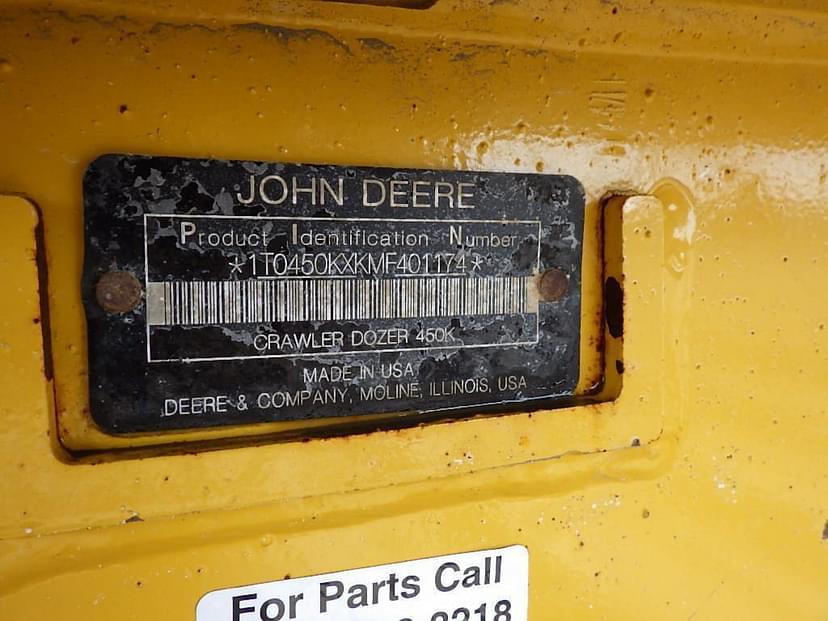 JOHN DEERE
Product Identification Number
*1T0450KXKMF401174*
CRAWLER DOZER 450K
MADE IN USA
DEERE & COMPANY, MOLINE, ILLINOIS, USA
For Parts Call
2218